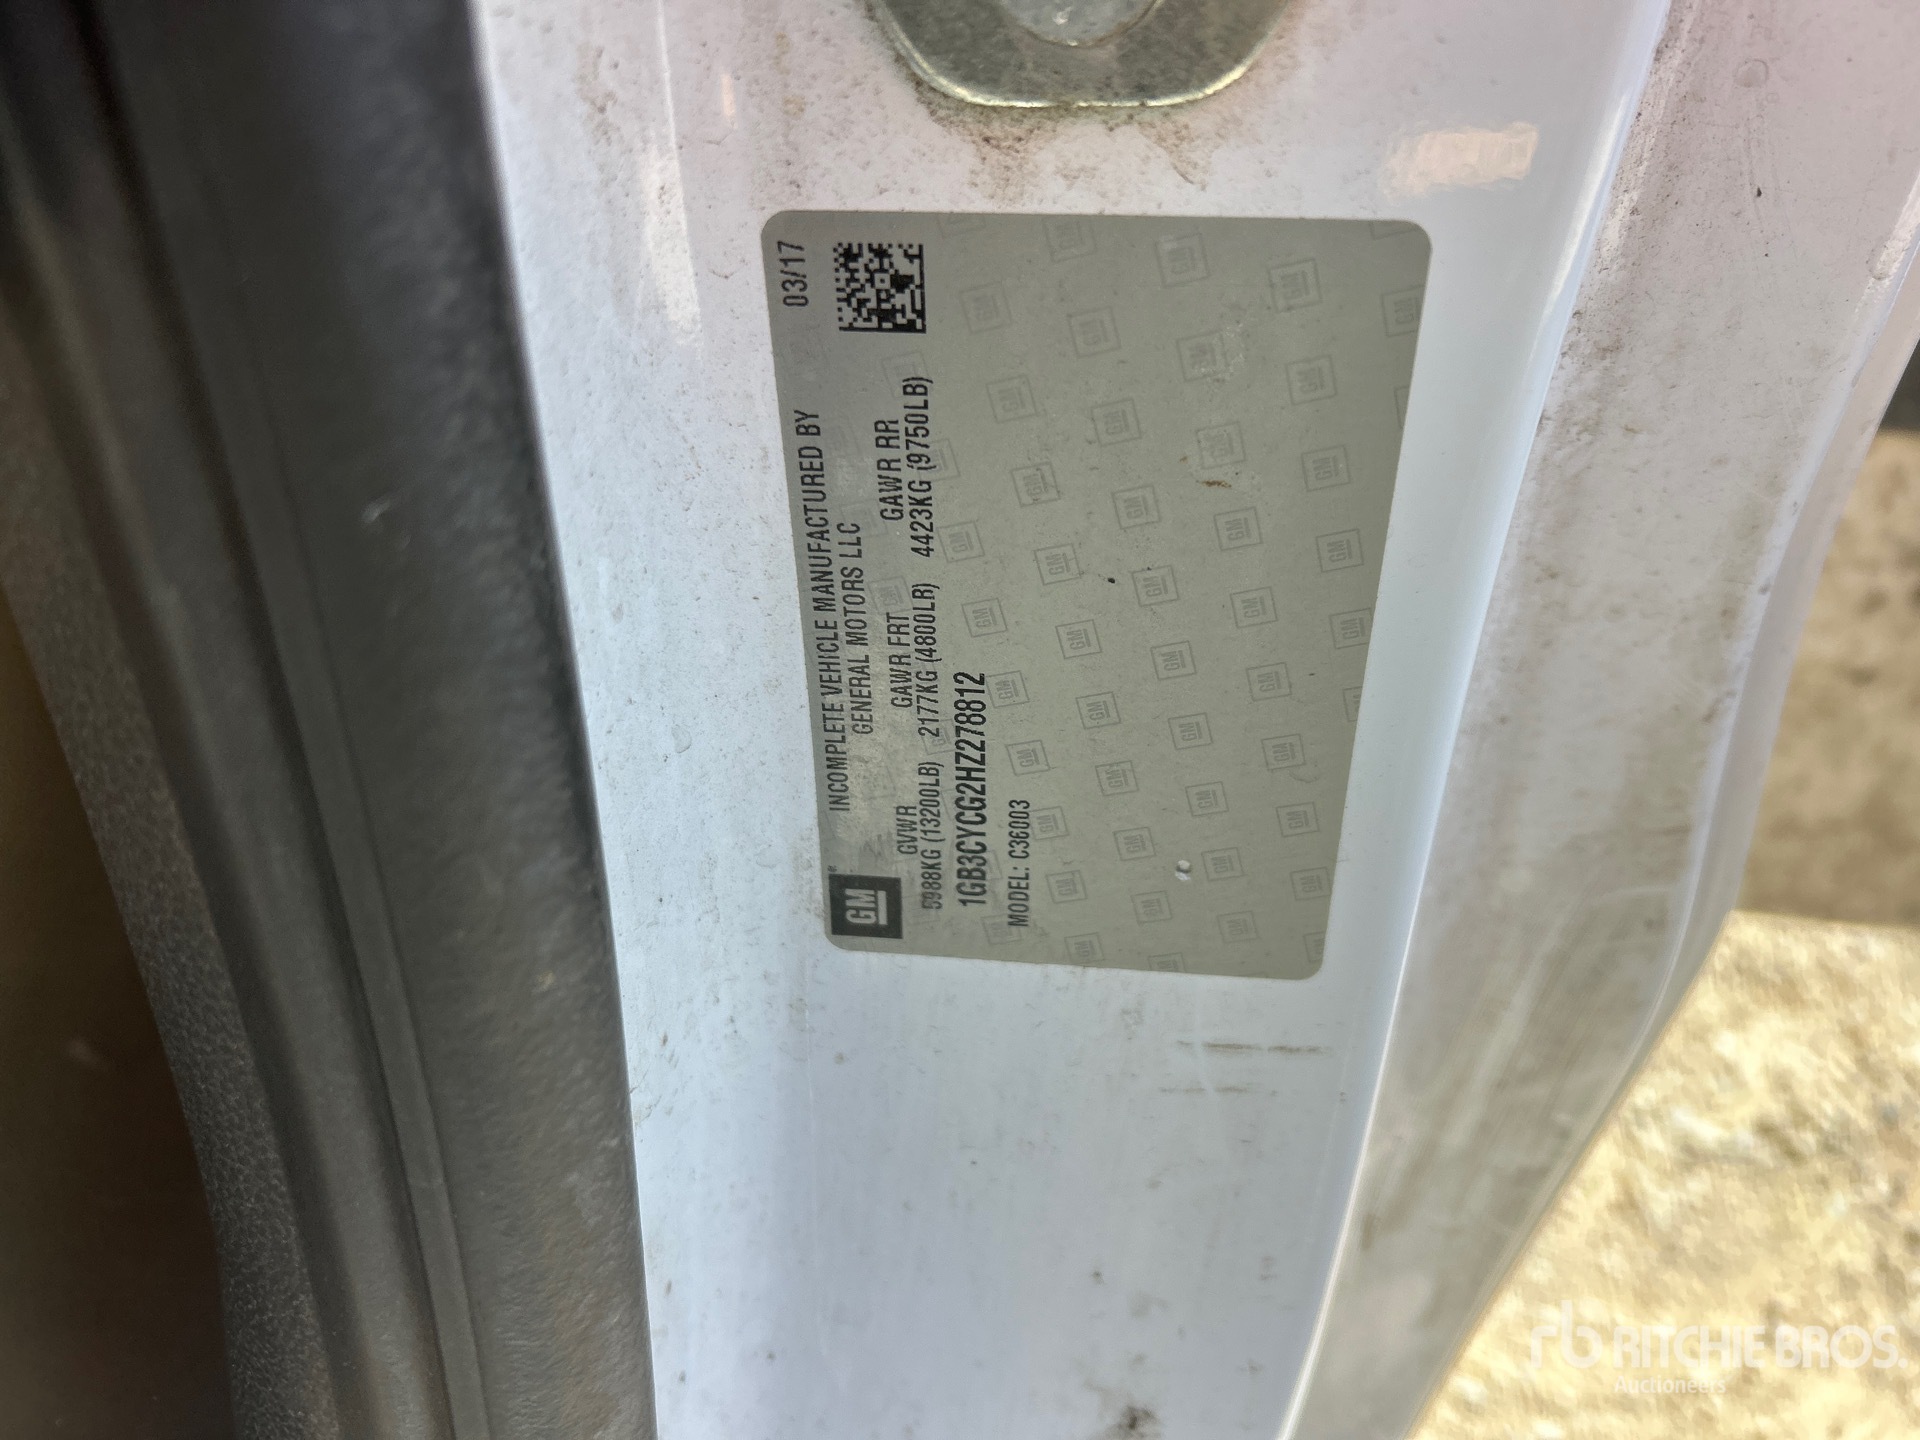 03/17
INCOMPLETE VEHICLE MANUFACTURED BY
GENERAL MOTORS LLC
GM®
GVWR GAWR FRT GAWR RR
5988KG (13200LB) 2177KG (4800LB) 4423KG (9750LB)
1GB3CYCG2HZ278812
MODEL: C36003
rb RITCHIE BROS.
Auctioneers